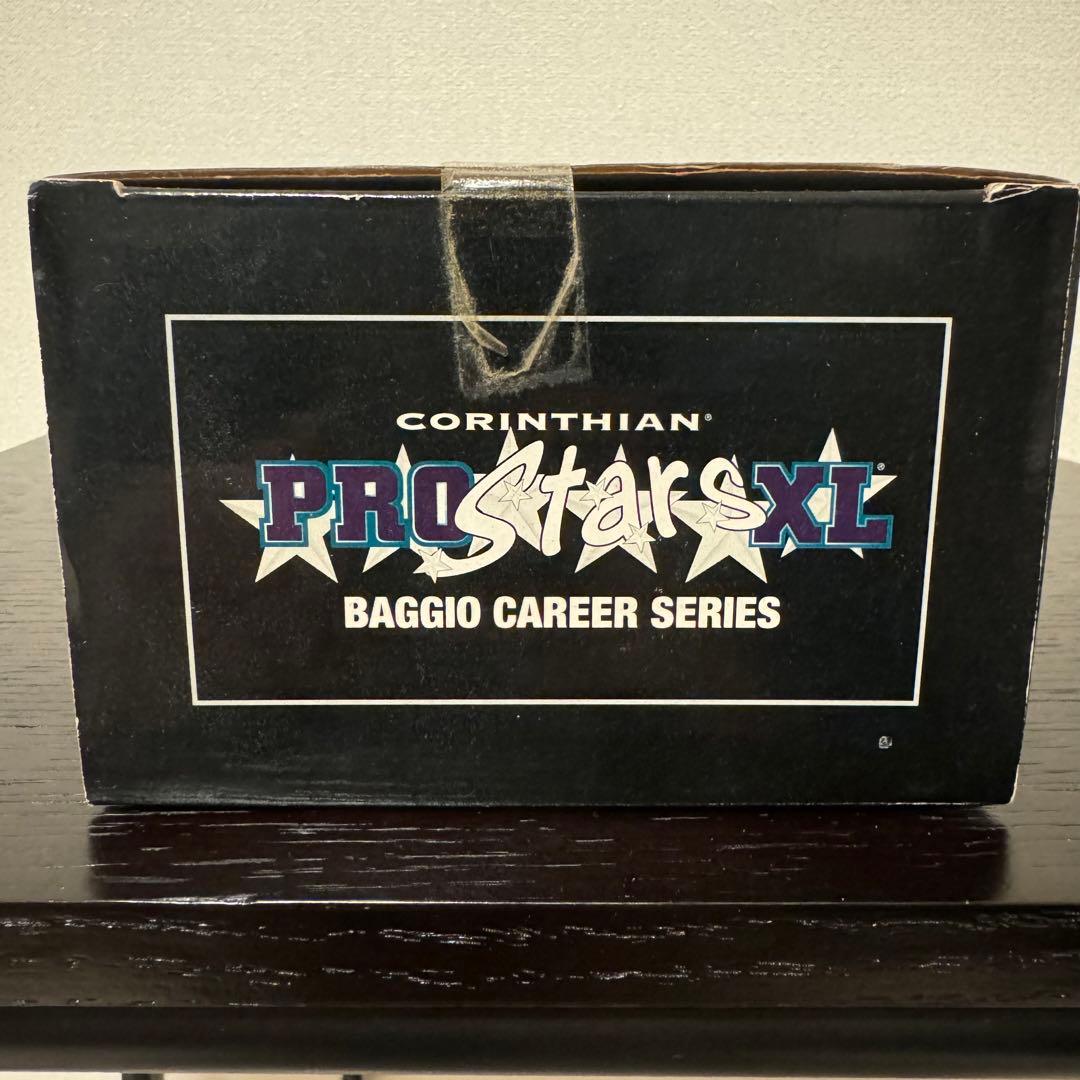 CORINTHIAN®
PROStarsXL®
BAGGIO CAREER SERIES